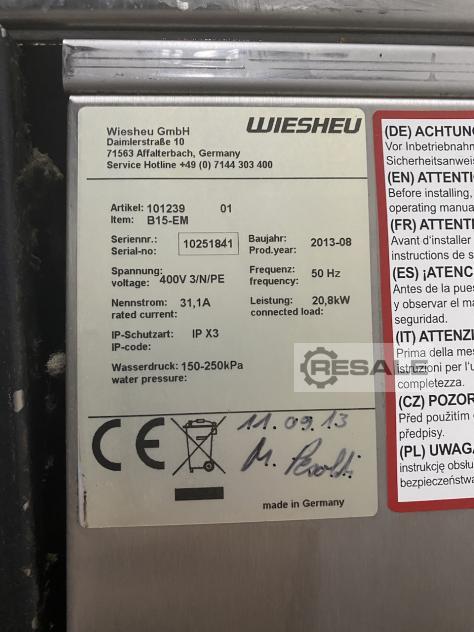 Wiesheu GmbH
Daimlerstraße 10
71563 Affalterbach, Germany
Service Hotline +49 (0) 7144 303 400
WIESHEU
Artikel: 101239 01
Item: B15-EM
Seriennr.: 10251841 Baujahr: 2013-08
Serial-no: Prod.year:
Spannung: 400V 3/N/PE Frequenz: 50 Hz
voltage: frequency:
Nennstrom: 31,1A Leistung: 20,8kW
rated current: connected load:
IP-Schutzart: IP X3
IP-code:
Wasserdruck: 150-250kPa
water pressure:
RESALE
CE
11.09.13
M.
made in Germany
(DE) ACHTUNG
Vor Inbetriebnahm
Sicherheitsanweis
(EN) ATTENTI
Before installing,
operating manua
(FR) ATTENTI
Avant d'installer
instructions de s
(ES) ¡ATENC
Antes de la pues
y observar el ma
seguridad.
(IT) ATTENZI
Prima della mes
istruzioni per l'u
completezza.
(CZ) POZOR
Před použitím
předpisy.
(PL) UWAGA
instrukcję obsłu
bezpieczeństwa